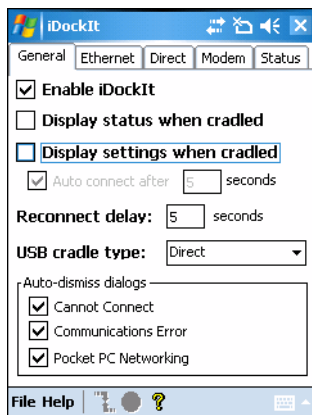 iDockIt
General Ethernet Direct Modem Status
Enable iDockIt
Display status when cradled
Display settings when cradled
Auto connect after 5 seconds
Reconnect delay: 5 seconds
USB cradle type: Direct
Auto-dismiss dialogs
Cannot Connect
Communications Error
Pocket PC Networking
File Help